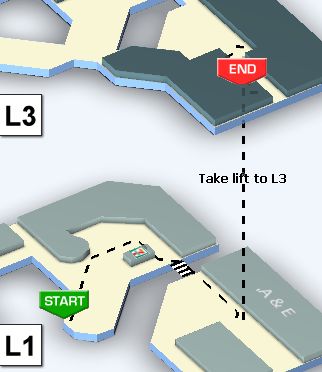 END
L3
Take lift to L3
START
A & E
L1